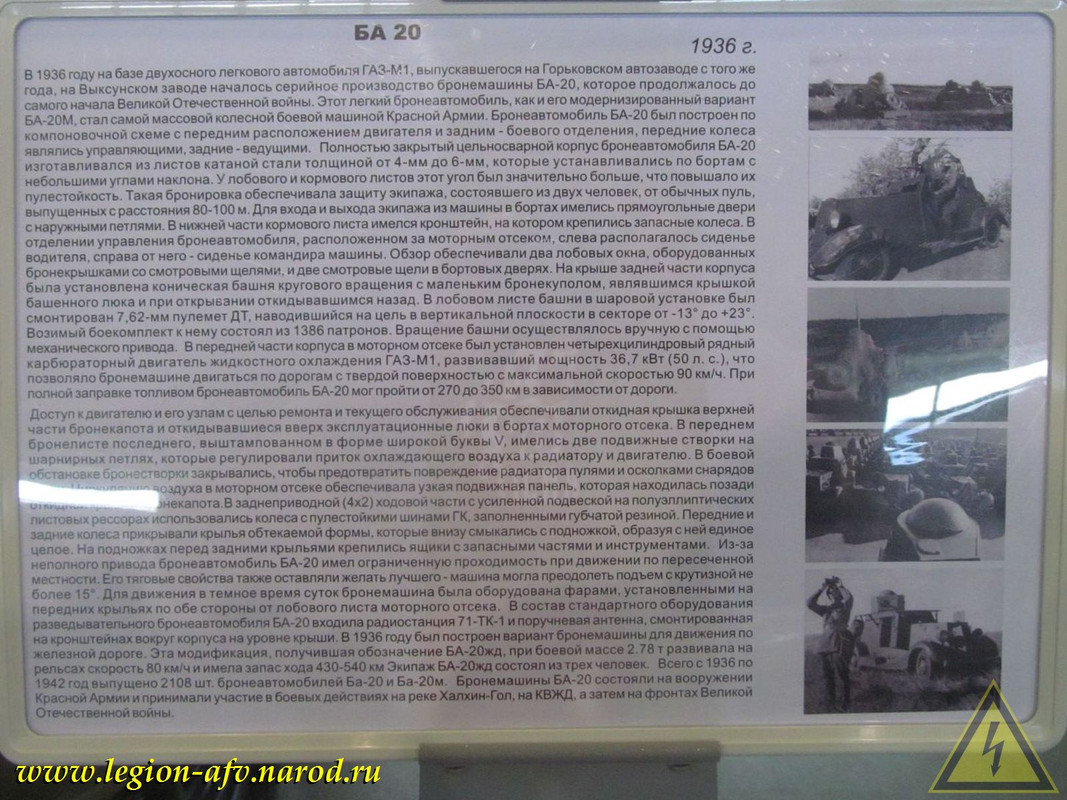 БА 20
1936 г.
В 1936 году на базе двухосного легкового автомобиля ГАЗ-М1, выпускавшегося на Горьковском автозаводе с того же
года, на Выксунском заводе началось серийное производство бронемашины БА-20, которое продолжалось до
самого начала Великой Отечественной войны. Этот легкий бронеавтомобиль, как и его модернизированный вариант
БА-20М, стал самой массовой колесной боевой машиной Красной Армии. Бронеавтомобиль БА-20 был построен по
компоновочной схеме с передним расположением двигателя и задним - боевого отделения, передние колеса
являлись управляющими, задние - ведущими. Полностью закрытый цельносварной корпус бронеавтомобиля БА-20
изготавливался из листов катаной стали толщиной от 4-мм до 6-мм, которые устанавливались по бортам с
небольшими углами наклона. У лобового и кормового листов этот угол был значительно больше, что повышало их
пулестойкость. Такая бронировка обеспечивала защиту экипажа, состоявшего из двух человек, от обычных пуль,
выпущенных с расстояния 80-100 м. Для входа и выхода экипажа из машины в бортах имелись прямоугольные двери
с наружными петлями. В нижней части кормового листа имелся кронштейн, на котором крепились запасные колеса. В
отделении управления бронеавтомобиля, расположенном за моторным отсеком, слева располагалось сиденье
водителя, справа от него - сиденье командира машины. Обзор обеспечивали два лобовых окна, оборудованных
бронекрышками со смотровыми щелями, и две смотровые щели в бортовых дверях. На крыше задней части корпуса
была установлена коническая башня кругового вращения с маленьким бронекуполом, являвшимся крышкой
башенного люка и при открывании откидывавшимся назад. В лобовом листе башни в шаровой установке был
смонтирован 7,62-мм пулемет ДТ, наводившийся на цель в вертикальной плоскости в секторе от -13° до +23°.
Возимый боекомплект к нему состоял из 1386 патронов. Вращение башни осуществлялось вручную с помощью
механического привода. В передней части корпуса в моторном отсеке был установлен четырехцилиндровый рядный
карбюраторный двигатель жидкостного охлаждения ГАЗ-М1, развивавший мощность 36,7 кВт (50 л. с.), что
позволяло бронемашине двигаться по дорогам с твердой поверхностью с максимальной скоростью 90 км/ч. При
полной заправке топливом бронеавтомобиль БА-20 мог пройти от 270 до 350 км в зависимости от дороги.
Доступ к двигателю и его узлам с целью ремонта и текущего обслуживания обеспечивали откидная крышка верхней
части бронекапота и откидывавшиеся вверх эксплуатационные люки в бортах моторного отсека. В переднем
бронелисте последнего, выштампованном в форме широкой буквы V, имелись две подвижные створки на
шарнирных петлях, которые регулировали приток охлаждающего воздуха к радиатору и двигателю. В боевой
обстановке бронестворки закрывались, чтобы предотвратить повреждение радиатора пулями и осколками снарядов
воздуха в моторном отсеке обеспечивала узкая подвижная панель, которая находилась позади
бронекапота.В заднеприводной (4х2) ходовой части с усиленной подвеской на полуэллиптических
листовых рессорах использовались колеса с пулестойкими шинами ГК, заполненными губчатой резиной. Передние и
задние колеса прикрывали крылья обтекаемой формы, которые внизу смыкались с подножкой, образуя с ней единое
целое. На подножках перед задними крыльями крепились ящики с запасными частями и инструментами. Из-за
неполного привода бронеавтомобиль БА-20 имел ограниченную проходимость при движении по пересеченной
местности. Его тяговые свойства также оставляли желать лучшего - машина могла преодолеть подъем с крутизной не
более 15°. Для движения в темное время суток бронемашина была оборудована фарами, установленными на
передних крыльях по обе стороны от лобового листа моторного отсека. В состав стандартного оборудования
разведывательного бронеавтомобиля БА-20 входила радиостанция 71-ТК-1 и поручневая антенна, смонтированная
на кронштейнах вокруг корпуса на уровне крыши. В 1936 году был построен вариант бронемашины для движения по
железной дороге. Эта модификация, получившая обозначение БА-20жд, при боевой массе 2.78 т развивала на
рельсах скорость 80 км/ч и имела запас хода 430-540 км Экипаж БА-20жд состоял из трех человек. Всего с 1936 по
1942 год выпущено 2108 шт. бронеавтомобилей Ба-20 и Ба-20м. Бронемашины БА-20 состояли на вооружении
Красной Армии и принимали участие в боевых действиях на реке Халхин-Гол, на КВЖД, а затем на фронтах Великой
Отечественной войны.
www.legion-afv.narod.ru